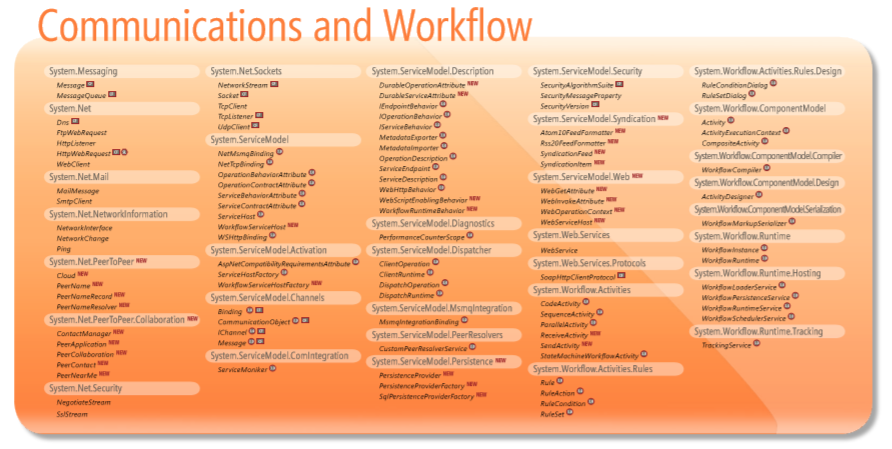 Communications and Workflow
System.Messaging
Message
MessageQueue
System.Net
Dns
FtpWebRequest
HttpListener
HttpWebRequest
WebClient
System.Net.Mail
MailMessage
SmtpClient
System.Net.NetworkInformation
NetworkInterface
NetworkChange
Ping
System.Net.PeerToPeer NEW
Cloud NEW
PeerName NEW
PeerNameRecord NEW
PeerNameResolver NEW
System.Net.PeerToPeer.Collaboration NEW
ContactManager NEW
PeerApplication NEW
PeerCollaboration NEW
PeerContact NEW
PeerNearMe NEW
System.Net.Security
NegotiateStream
SslStream
System.Net.Sockets
NetworkStream
Socket
TcpClient
TcpListener
UdpClient
System.ServiceModel
NetMsmqBinding
NetTcpBinding
OperationBehaviorAttribute
OperationContractAttribute
ServiceBehaviorAttribute
ServiceContractAttribute
ServiceHost
WorkflowServiceHost NEW
WSHttpBinding
System.ServiceModel.Activation
AspNetCompatibilityRequirementsAttribute
ServiceHostFactory
WorkflowServiceHostFactory NEW
System.ServiceModel.Channels
Binding
CommunicationObject
IChannel
Message
System.ServiceModel.ComIntegration
ServiceMoniker
System.ServiceModel.Description
DurableOperationAttribute NEW
DurableServiceAttribute NEW
IEndpointBehavior
IOperationBehavior
IServiceBehavior
MetadataExporter
MetadataImporter
OperationDescription
ServiceEndpoint
ServiceDescription
WebHttpBehavior
WebScriptEnablingBehavior NEW
WorkflowRuntimeBehavior NEW
System.ServiceModel.Diagnostics
PerformanceCounterScope
System.ServiceModel.Dispatcher
ClientOperation
ClientRuntime
DispatchOperation
DispatchRuntime
System.ServiceModel.MsmqIntegration
MsmqIntegrationBinding
System.ServiceModel.PeerResolvers
CustomPeerResolverService
System.ServiceModel.Persistence NEW
PersistenceProvider NEW
PersistenceProviderFactory NEW
SqlPersistenceProviderFactory NEW
System.ServiceModel.Security
SecurityAlgorithmSuite
SecurityMessageProperty
SecurityVersion
System.ServiceModel.Syndication NEW
Atom10FeedFormatter NEW
Rss20FeedFormatter NEW
SyndicationFeed NEW
SyndicationItem NEW
System.ServiceModel.Web NEW
WebGetAttribute NEW
WebInvokeAttribute NEW
WebOperationContext NEW
WebServiceHost NEW
System.Web.Services
WebService
System.Web.Services.Protocols
SoapHttpClientProtocol
System.Workflow.Activities
CodeActivity
SequenceActivity
ParallelActivity
ReceiveActivity NEW
SendActivity NEW
StateMachineWorkflowActivity
System.Workflow.Activities.Rules
Rule
RuleAction
RuleCondition
RuleSet
System.Workflow.Activities.Rules.Design
RuleConditionDialog
RuleSetDialog
System.Workflow.ComponentModel
Activity
ActivityExecutionContext
CompositeActivity
System.Workflow.ComponentModel.Compiler
WorkflowCompiler
System.Workflow.ComponentModel.Design
ActivityDesigner
System.Workflow.ComponentModel.Serialization
WorkflowMarkupSerializer
System.Workflow.Runtime
WorkflowInstance
WorkflowRuntime
System.Workflow.Runtime.Hosting
WorkflowLoaderService
WorkflowPersistenceService
WorkflowRuntimeService
WorkflowSchedulerService
System.Workflow.Runtime.Tracking
TrackingService